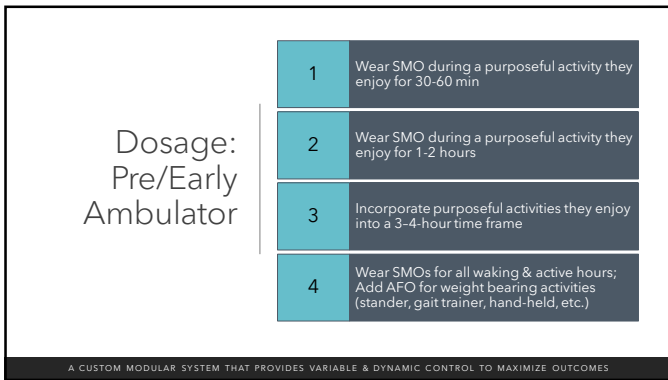 Dosage:
Pre/Early
Ambulator
1
Wear SMO during a purposeful activity they
enjoy for 30-60 min
2
Wear SMO during a purposeful activity they
enjoy for 1-2 hours
3
Incorporate purposeful activities they enjoy
into a 3–4-hour time frame
4
Wear SMOs for all waking & active hours;
Add AFO for weight bearing activities
(stander, gait trainer, hand-held, etc.)
A CUSTOM MODULAR SYSTEM THAT PROVIDES VARIABLE & DYNAMIC CONTROL TO MAXIMIZE OUTCOMES